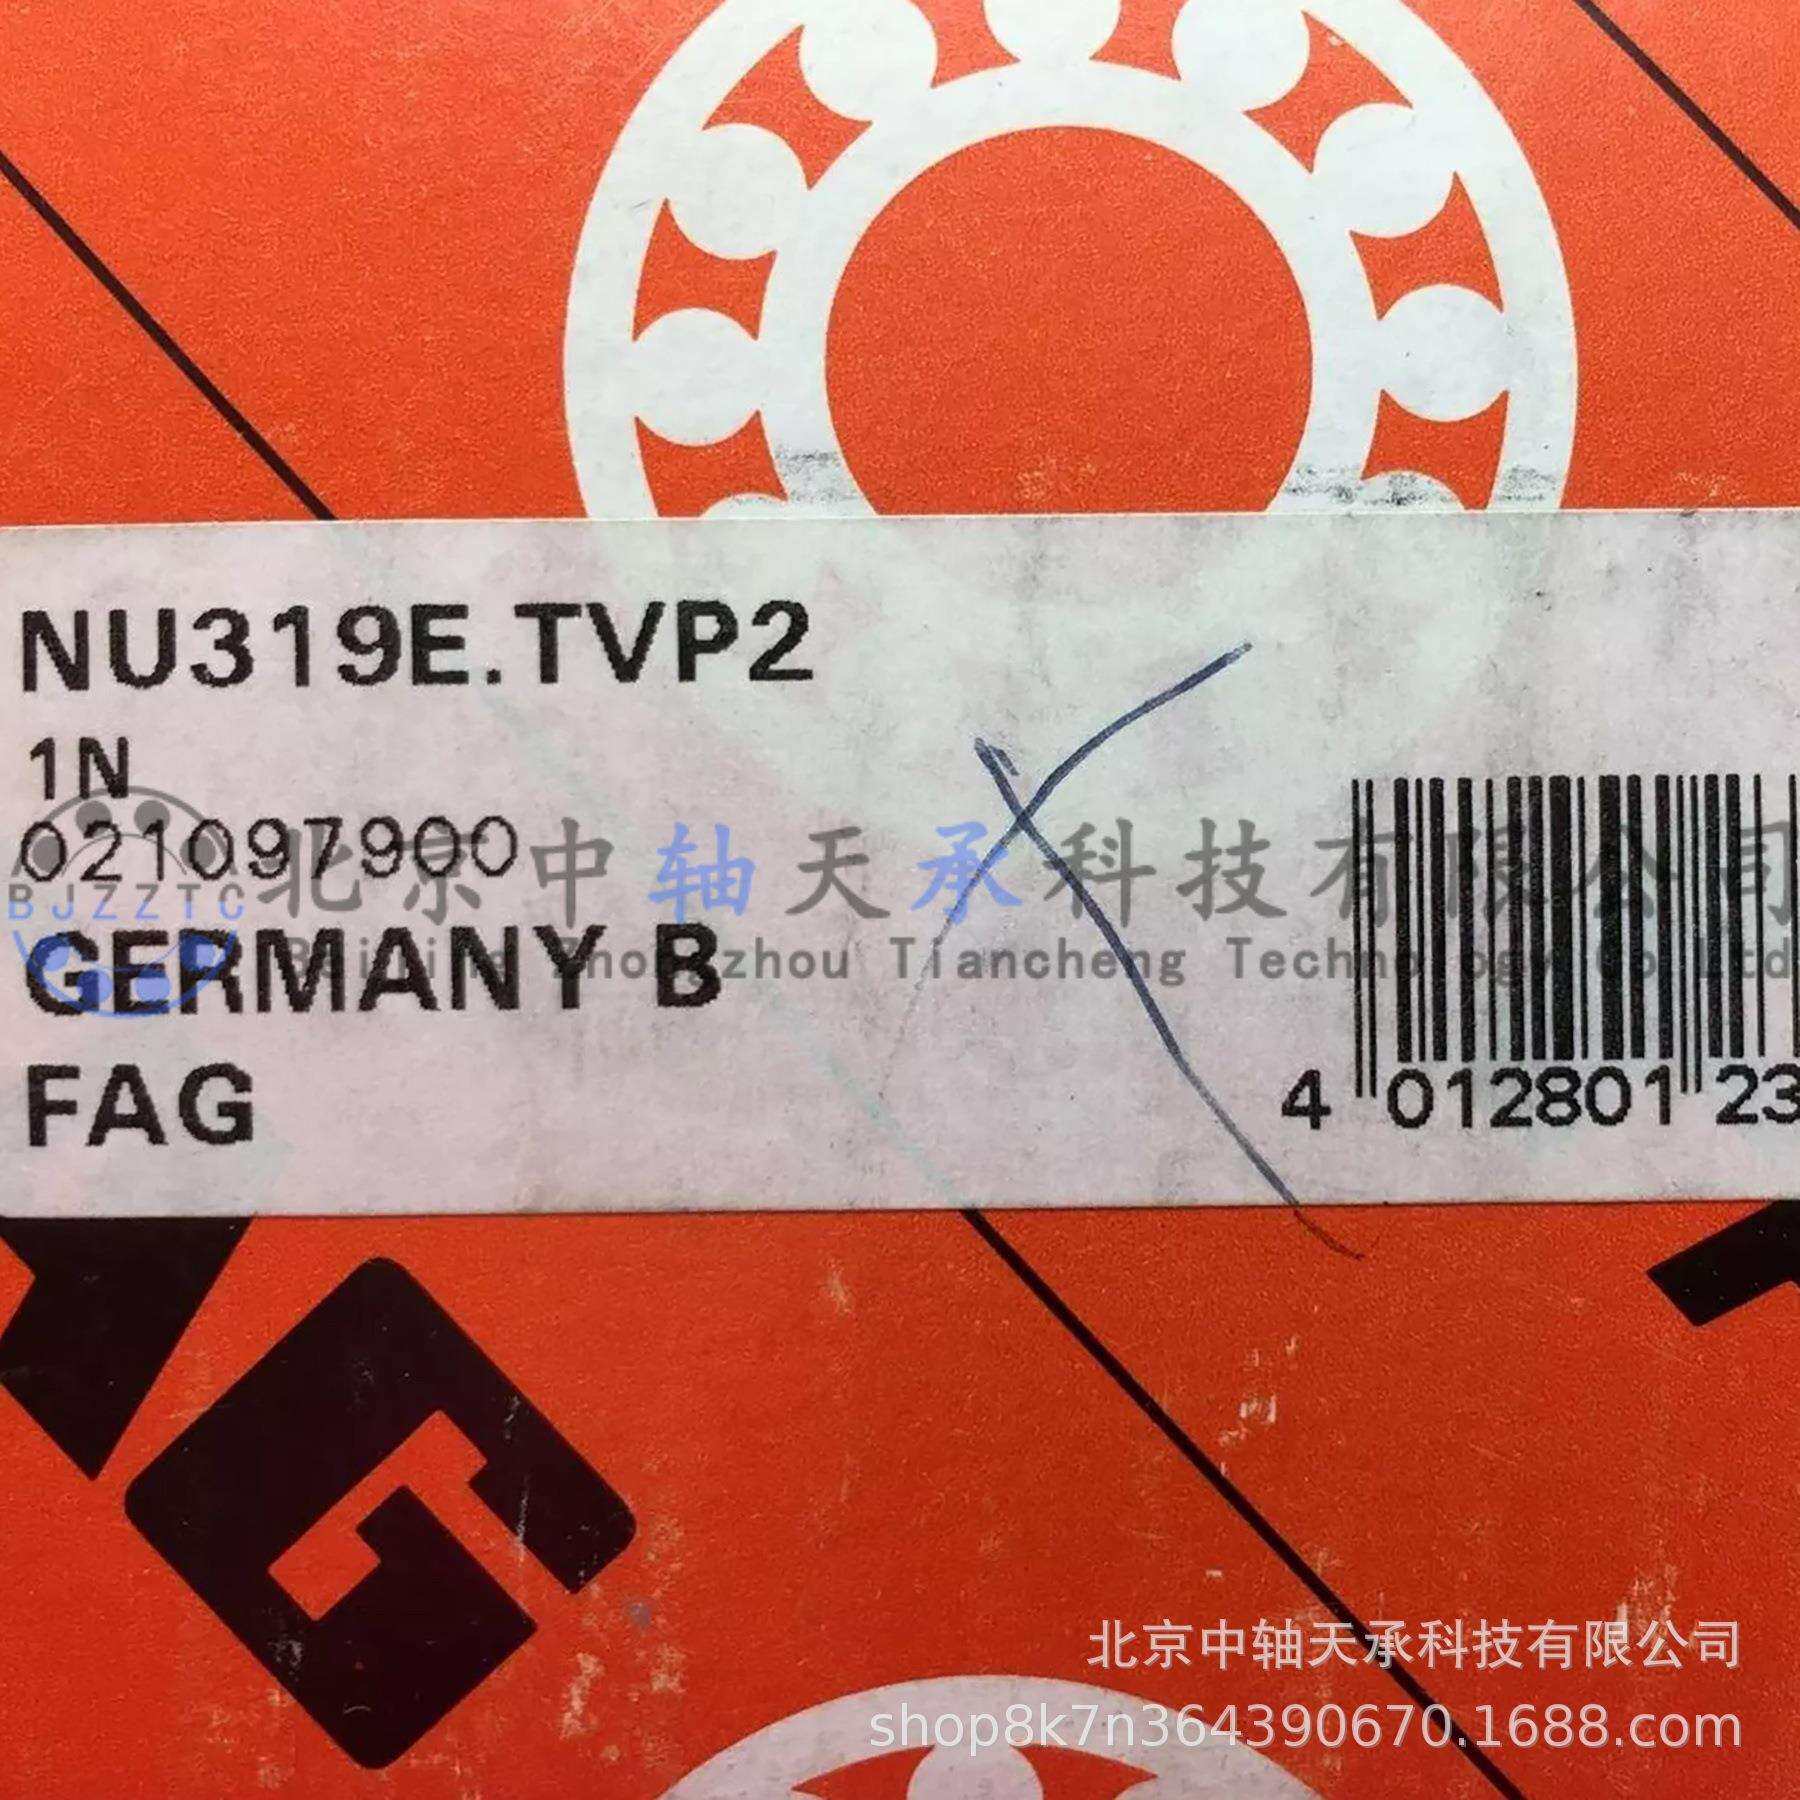 NU319E.TVP2
1N
021097900
BJZZTC
北京中轴天承科技有限公司
Beijing Zhongzhou Tiancheng Technology Co Ltd
GERMANY B
FAG
4 012801 23
G
北京中轴天承科技有限公司
shop8k7n364390670.1688.com